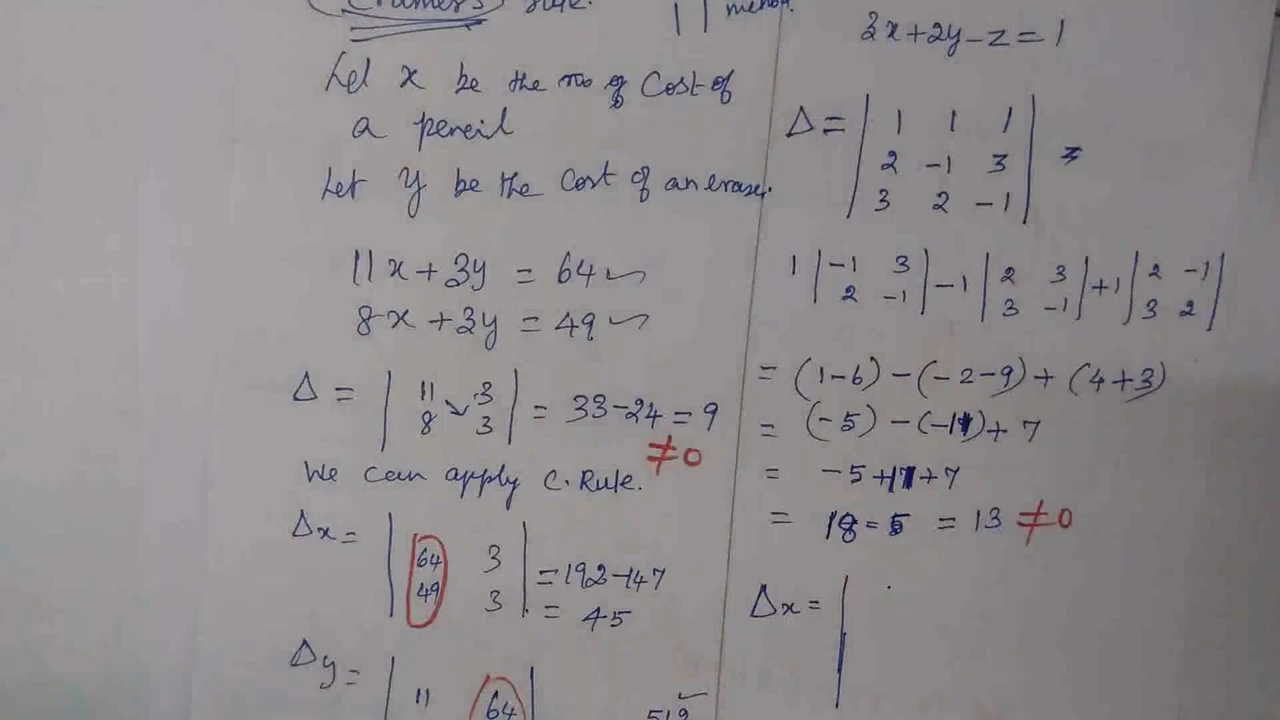 (Cramer's) rule.
Let x be the no of Cost of
a pencil
Let y be the Cost of an eraser.
11x + 3y = 64
8x + 3y = 49
Δ = | 11 3 | = 33 - 24 = 9
| 8 3 |
≠ 0
We can apply C. Rule.
Δx = | 64 3 | = 192 - 147
| 49 3 | = 45
Δy = | 11 64 |
3x + 2y - z = 1
Δ = | 1 1 1 | =
| 2 -1 3 |
| 3 2 -1 |
1 | -1 3 | - 1 | 2 3 | + 1 | 2 -1 |
| 2 -1 | | 3 -1 | | 3 2 |
= (1-6) - (-2-9) + (4+3)
= (-5) - (-11) + 7
= -5 + 11 + 7
= 18 - 5 = 13 ≠ 0
Δx = |